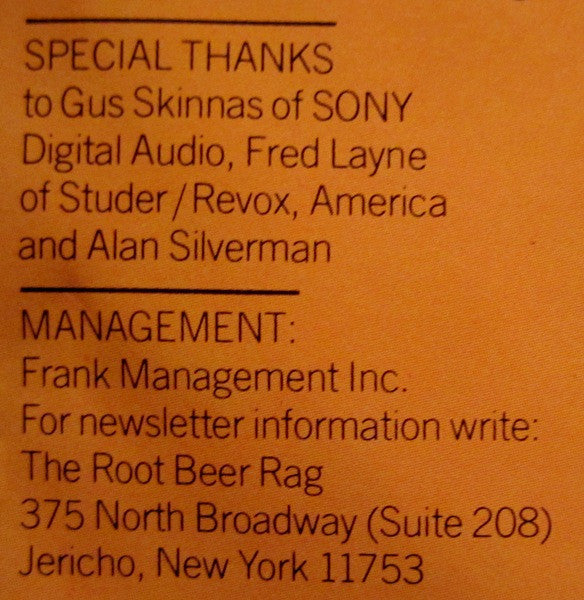 SPECIAL THANKS
to Gus Skinnas of SONY
Digital Audio, Fred Layne
of Studer/Revox, America
and Alan Silverman
MANAGEMENT:
Frank Management Inc.
For newsletter information write:
The Root Beer Rag
375 North Broadway (Suite 208)
Jericho, New York 11753